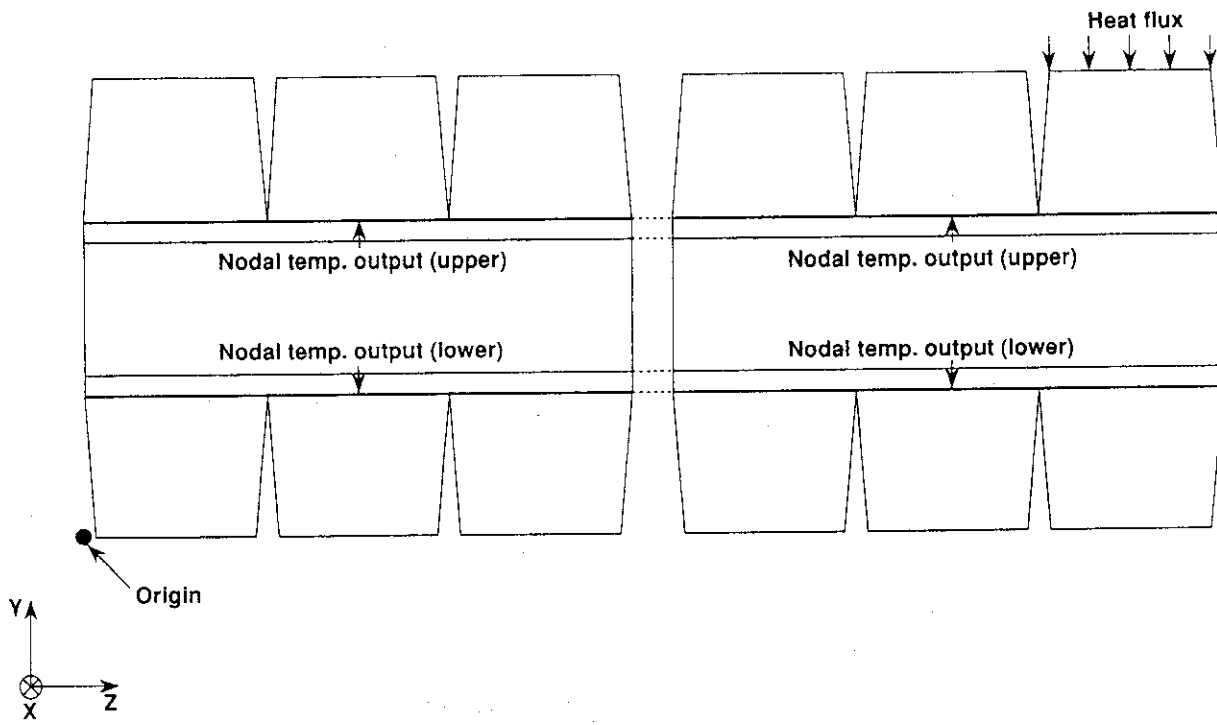 Heat flux
Nodal temp. output (upper)
Nodal temp. output (upper)
Nodal temp. output (lower)
Nodal temp. output (lower)
Origin
Y
X
Z